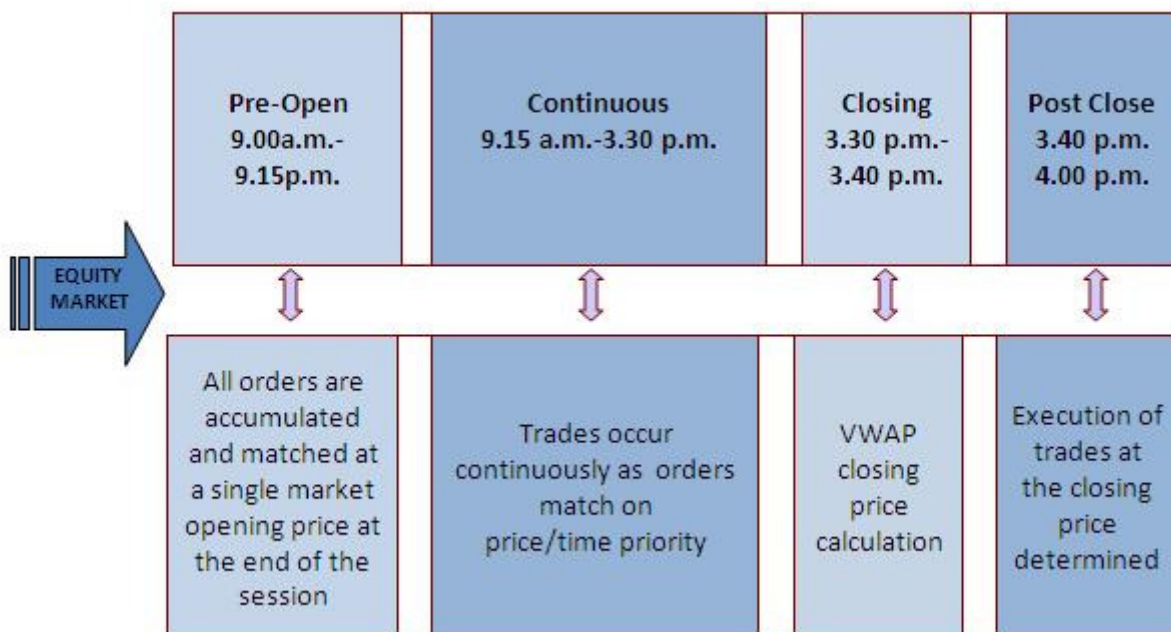 Pre-Open
9.00a.m.-
9.15p.m.
Continuous
9.15 a.m.-3.30 p.m.
Closing
3.30 p.m.-
3.40 p.m.
Post Close
3.40 p.m.
4.00 p.m.
EQUITY
MARKET
All orders are
accumulated
and matched at
a single market
opening price at
the end of the
session
Trades occur
continuously as orders
match on
price/time priority
VWAP
closing
price
calculation
Execution of
trades at
the closing
price
determined